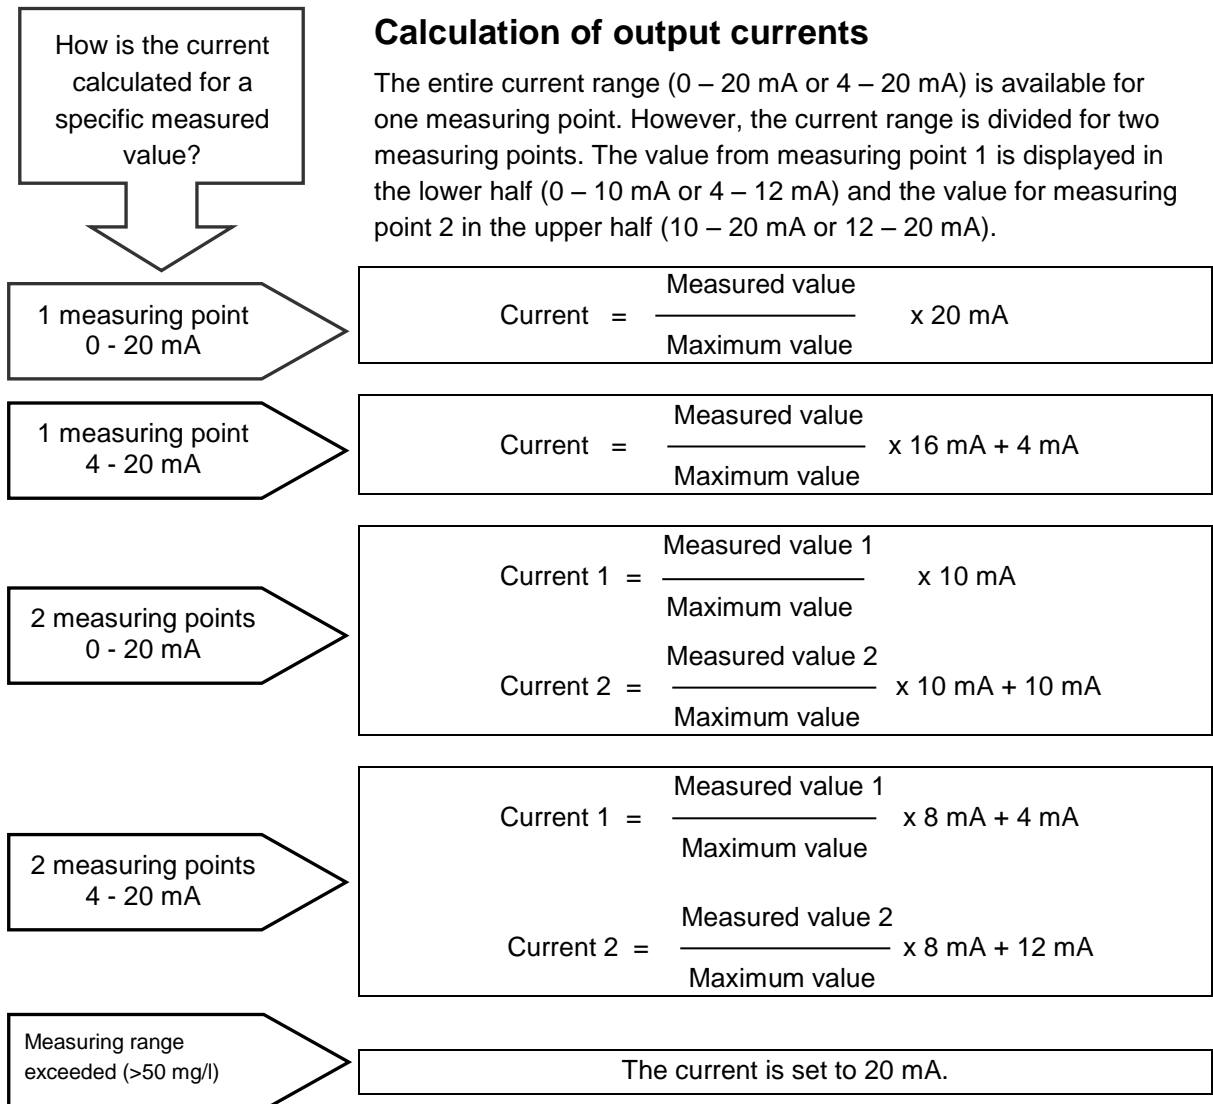 How is the current
calculated for a
specific measured
value?
Calculation of output currents
The entire current range (0 – 20 mA or 4 – 20 mA) is available for
one measuring point. However, the current range is divided for two
measuring points. The value from measuring point 1 is displayed in
the lower half (0 – 10 mA or 4 – 12 mA) and the value for measuring
point 2 in the upper half (10 – 20 mA or 12 – 20 mA).
1 measuring point
0 - 20 mA
Measured value
Current = x 20 mA
Maximum value
1 measuring point
4 - 20 mA
Measured value
Current = x 16 mA + 4 mA
Maximum value
2 measuring points
0 - 20 mA
Measured value 1
Current 1 = x 10 mA
Maximum value
Measured value 2
Current 2 = x 10 mA + 10 mA
Maximum value
2 measuring points
4 - 20 mA
Measured value 1
Current 1 = x 8 mA + 4 mA
Maximum value
Measured value 2
Current 2 = x 8 mA + 12 mA
Maximum value
Measuring range
exceeded (>50 mg/l)
The current is set to 20 mA.